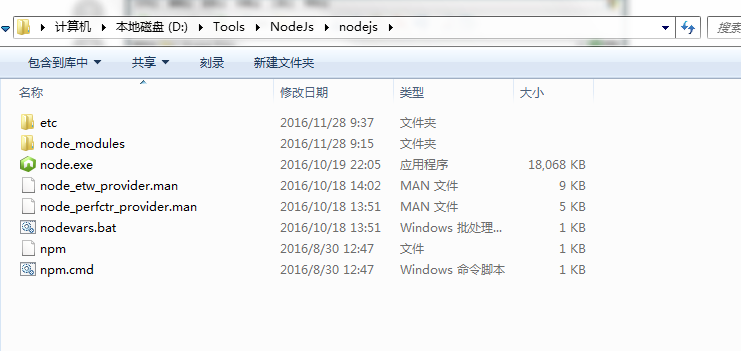 计算机 本地磁盘 (D:) Tools NodeJs nodejs 搜索
包含到库中 共享 刻录 新建文件夹
名称 修改日期 类型 大小
etc 2016/11/28 9:37 文件夹
node_modules 2016/11/28 9:15 文件夹
node.exe 2016/10/19 22:05 应用程序 18,068 KB
node_etw_provider.man 2016/10/18 14:02 MAN 文件 9 KB
node_perfctr_provider.man 2016/10/18 13:51 MAN 文件 5 KB
nodevars.bat 2016/10/18 13:51 Windows 批处理... 1 KB
npm 2016/8/30 12:47 文件 1 KB
npm.cmd 2016/8/30 12:47 Windows 命令脚本 1 KB